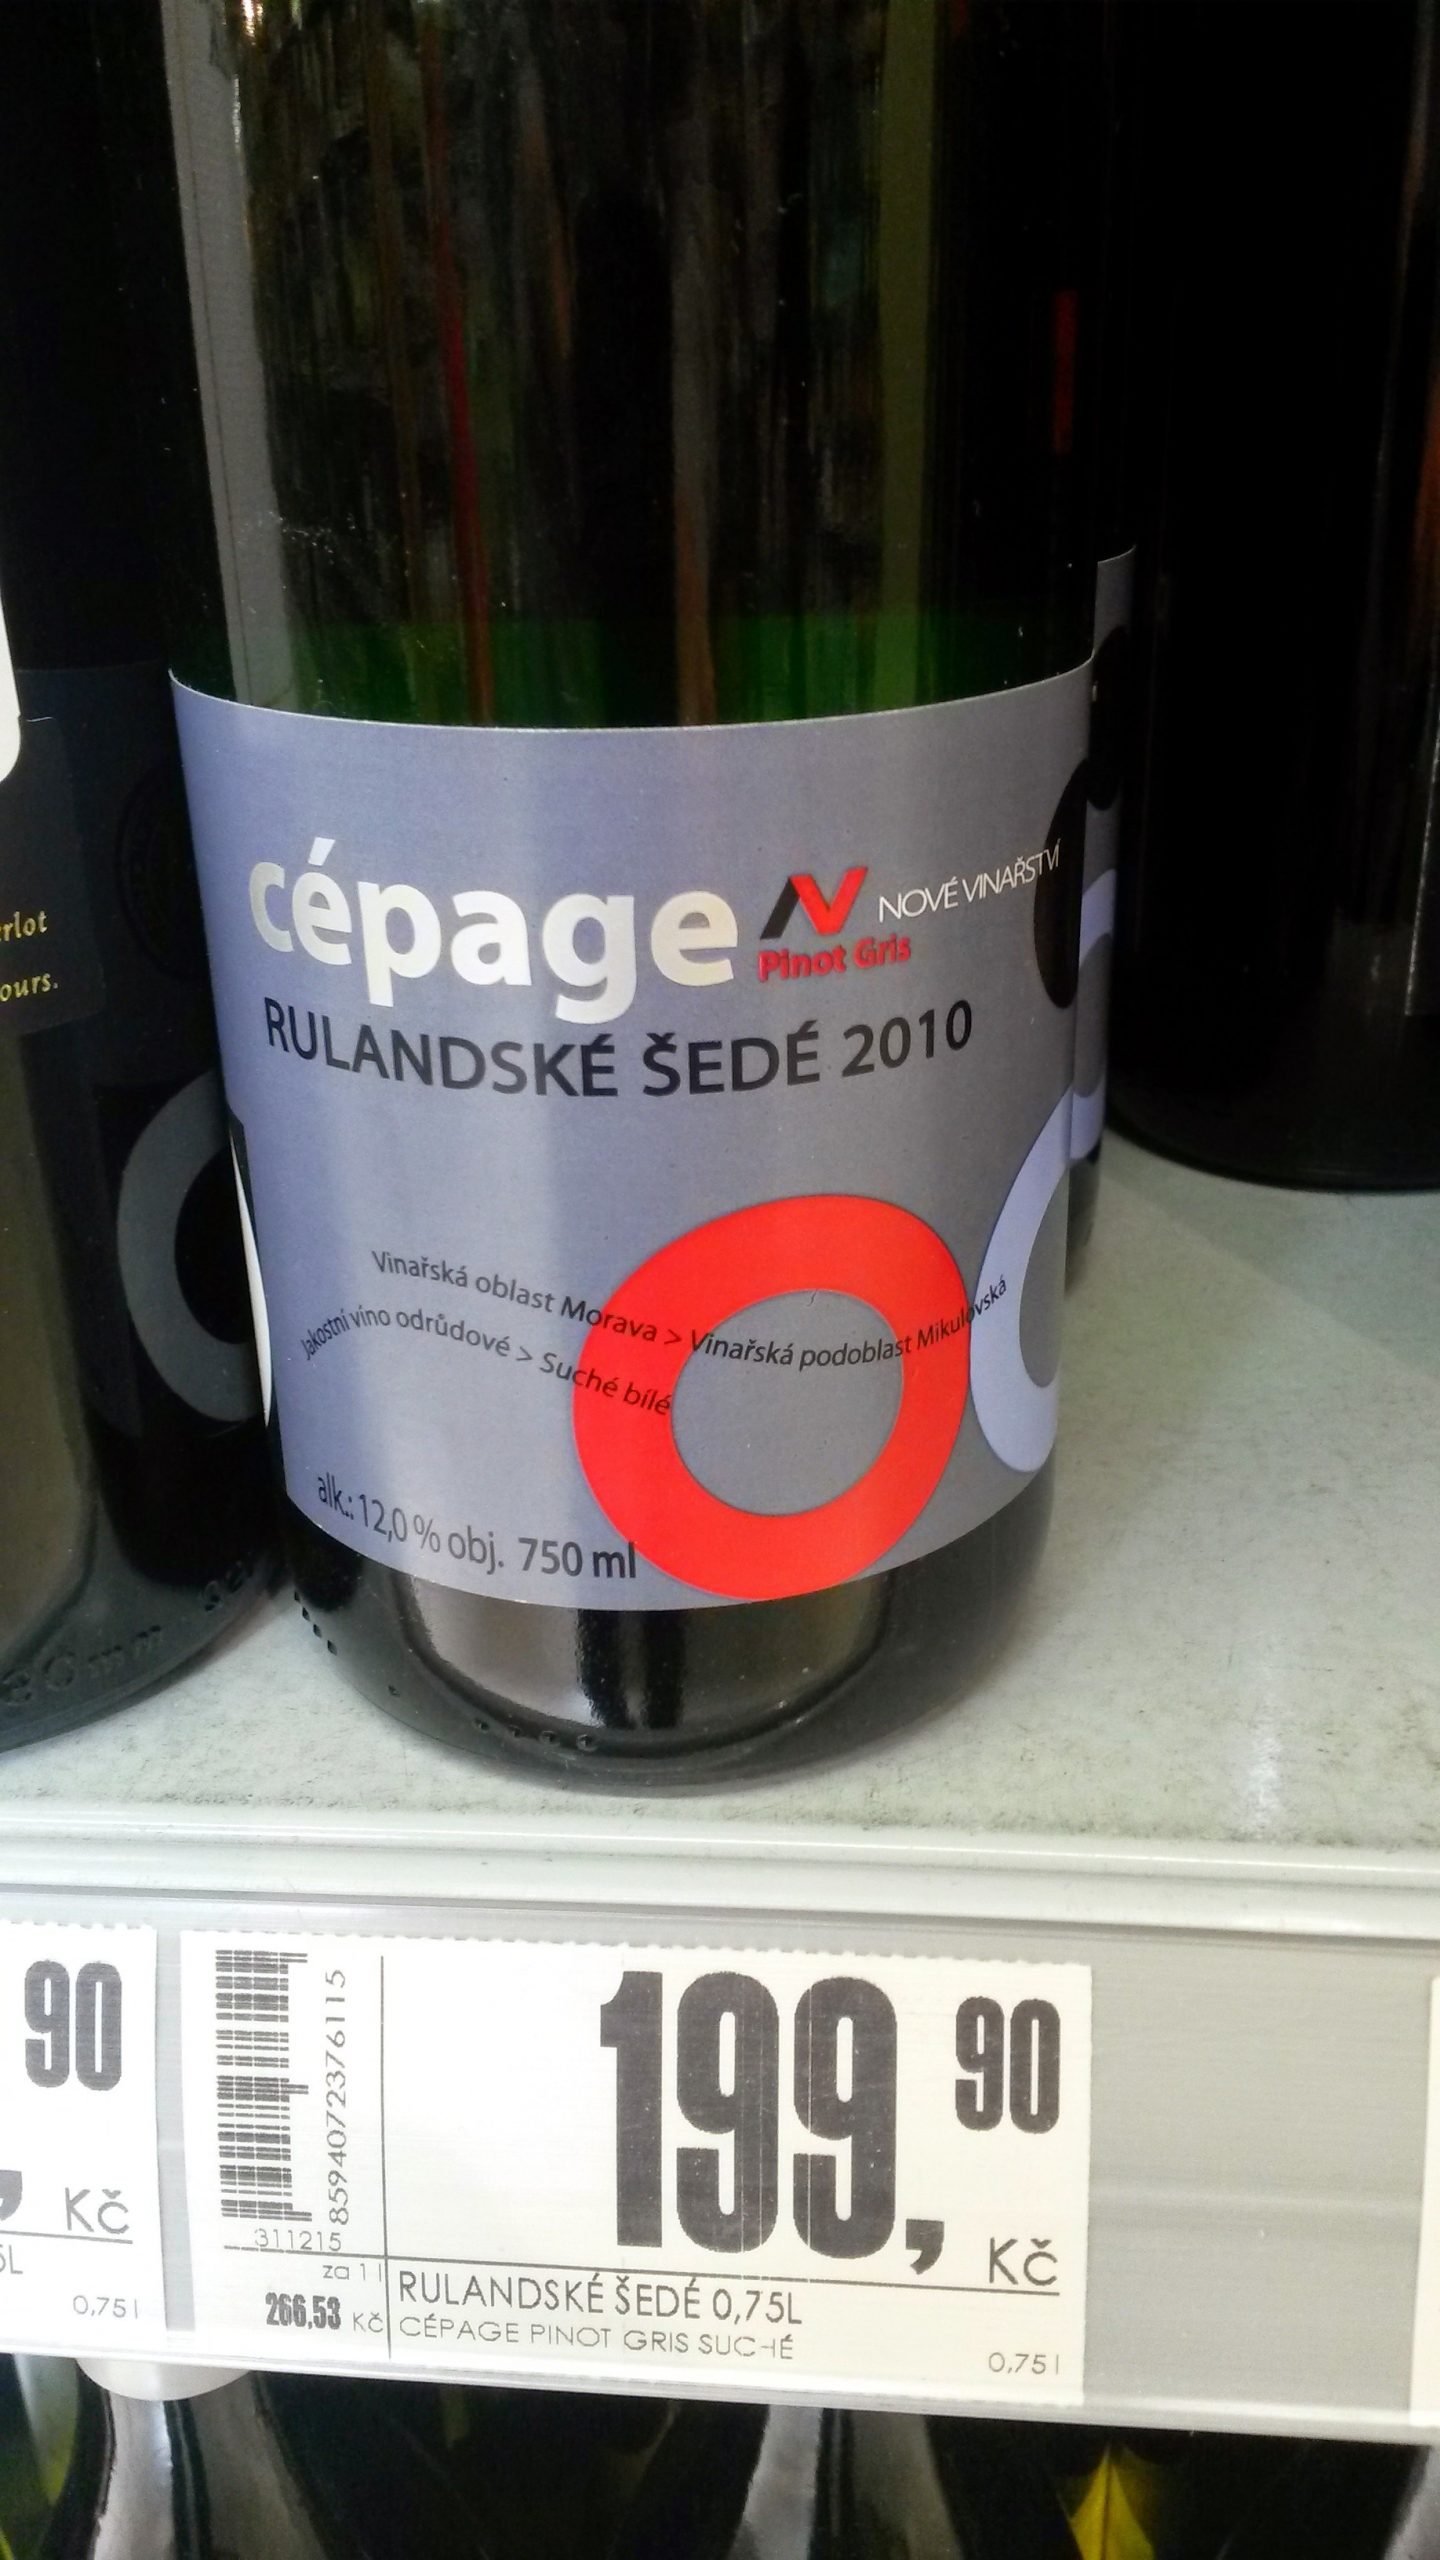 cépage NV NOVÉ VINAŘSTVÍ
Pinot Gris
RULANDSKÉ ŠEDÉ 2010
Vinařská oblast Morava > Vinařská podoblast Mikulovská
Jakostní víno odrůdové > Suché bílé
alk.: 12,0 % obj. 750 ml
ours.
90
Kč
0,75 l
8594072376115
311215
za 1 l
266,53 Kč
199,90 Kč
RULANDSKÉ ŠEDÉ 0,75L
CÉPAGE PINOT GRIS SUCHÉ
0,75 l